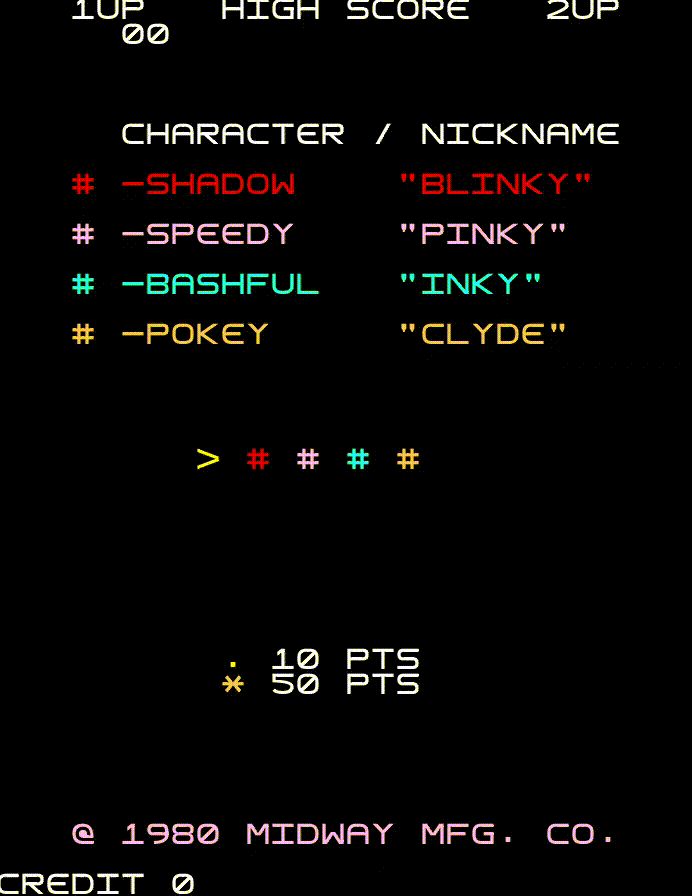 1UP HIGH SCORE 2UP
00
CHARACTER / NICKNAME
# -SHADOW "BLINKY"
# -SPEEDY "PINKY"
# -BASHFUL "INKY"
# -POKEY "CLYDE"
> # # # #
. 10 PTS
* 50 PTS
@ 1980 MIDWAY MFG. CO.
CREDIT 0